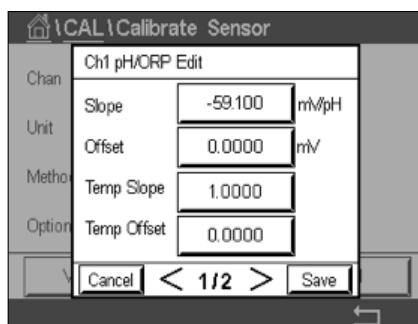 \CAL\Calibrate Sensor
Ch1 pH/ORP Edit
Chan
Slope -59.100 mV/pH
Unit
Offset 0.0000 mV
Temp Slope 1.0000
Option
Temp Offset 0.0000
Cancel < 1/2 > Save